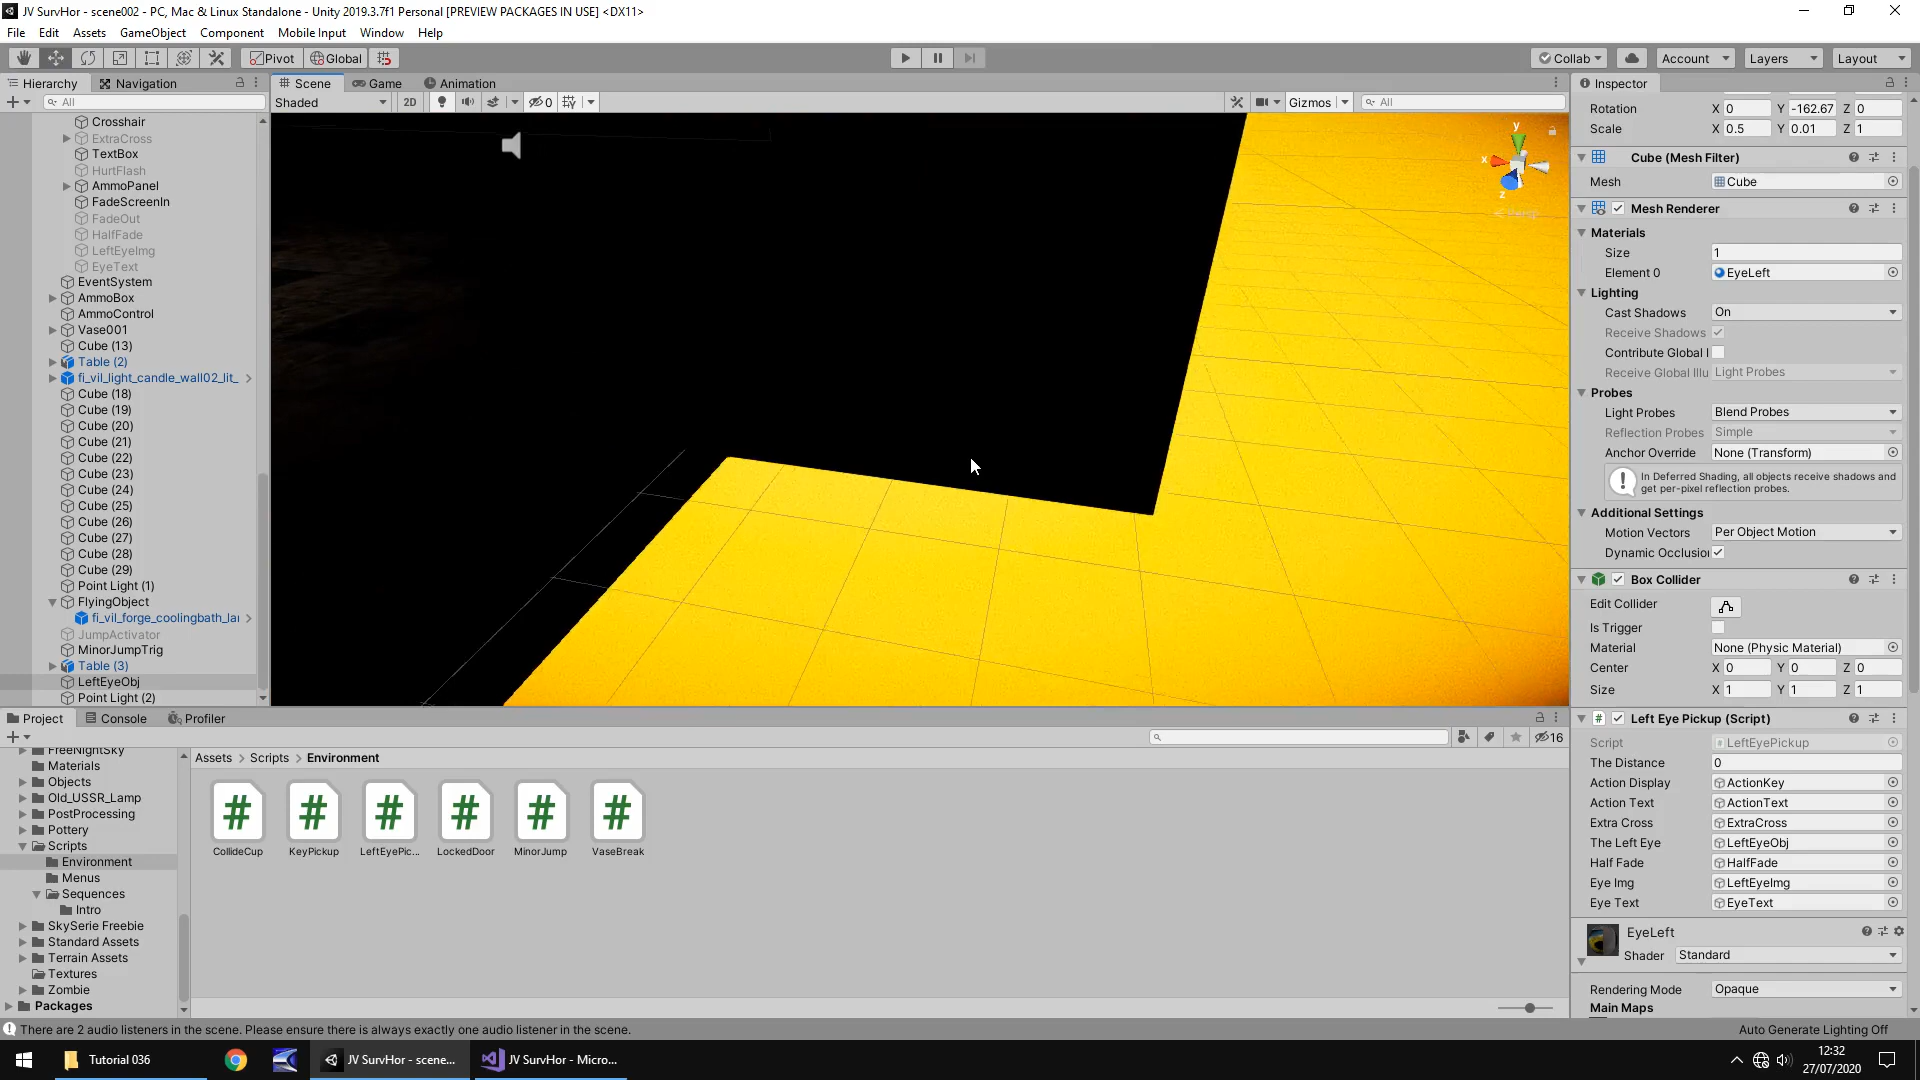 JV SurvHor - scene002 - PC, Mac & Linux Standalone - Unity 2019.3.7f1 Personal [PREVIEW PACKAGES IN USE] <DX11>
File Edit Assets GameObject Component Mobile Input Window Help
Pivot Global Collab Account Layers Layout
Hierarchy Navigation
All
Crosshair
ExtraCross
TextBox
HurtFlash
AmmoPanel
FadeScreenIn
FadeOut
HalfFade
LeftEyeImg
EyeText
EventSystem
AmmoBox
AmmoControl
Vase001
Cube (13)
Table (2)
fi_vil_light_candle_wall02_lit_
Cube (18)
Cube (19)
Cube (20)
Cube (21)
Cube (22)
Cube (23)
Cube (24)
Cube (25)
Cube (26)
Cube (27)
Cube (28)
Cube (29)
Point Light (1)
FlyingObject
fi_vil_forge_coolingbath_lar
JumpActivator
MinorJumpTrig
Table (3)
LeftEyeObj
Point Light (2)
Scene Game Animation
Shaded 2D 0 Gizmos All
y
x
z
Persp
Inspector
Rotation X 0 Y -162.67 Z 0
Scale X 0.5 Y 0.01 Z 1
Cube (Mesh Filter)
Mesh Cube
Mesh Renderer
Materials
Size 1
Element 0 EyeLeft
Lighting
Cast Shadows On
Receive Shadows
Contribute Global I
Receive Global Illu Light Probes
Probes
Light Probes Blend Probes
Reflection Probes Simple
Anchor Override None (Transform)
In Deferred Shading, all objects receive shadows and
get per-pixel reflection probes.
Additional Settings
Motion Vectors Per Object Motion
Dynamic Occlusion
Box Collider
Edit Collider
Is Trigger
Material None (Physic Material)
Center X 0 Y 0 Z 0
Size X 1 Y 1 Z 1
Left Eye Pickup (Script)
Script LeftEyePickup
The Distance 0
Action Display ActionKey
Action Text ActionText
Extra Cross ExtraCross
The Left Eye LeftEyeObj
Half Fade HalfFade
Eye Img LeftEyeImg
Eye Text EyeText
EyeLeft
Shader Standard
Rendering Mode Opaque
Main Maps
Project Console Profiler
16
FreeNightSky
Materials
Objects
Old_USSR_Lamp
PostProcessing
Pottery
Scripts
Environment
Menus
Sequences
Intro
SkySerie Freebie
Standard Assets
Terrain Assets
Textures
Zombie
Packages
Assets > Scripts > Environment
CollideCup KeyPickup LeftEyePic... LockedDoor MinorJump VaseBreak
There are 2 audio listeners in the scene. Please ensure there is always exactly one audio listener in the scene.
Auto Generate Lighting Off
Tutorial 036
JV SurvHor - scene...
JV SurvHor - Micro...
12:32
27/07/2020